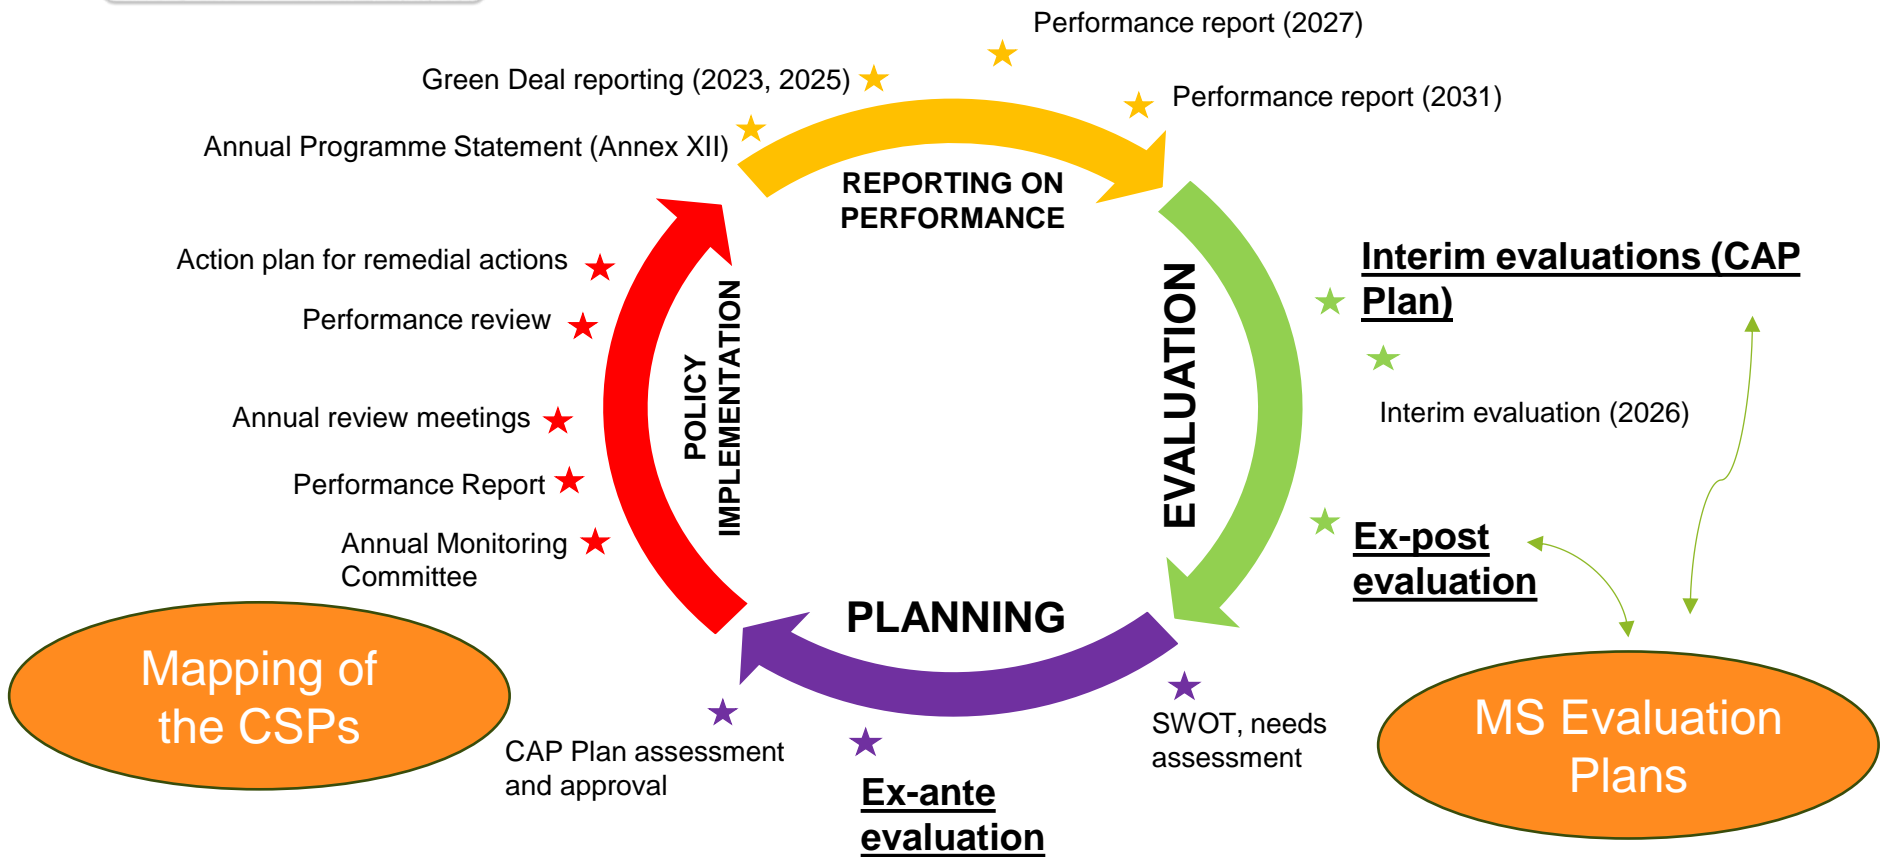 Performance report (2027)
Green Deal reporting (2023, 2025)
Performance report (2031)
Annual Programme Statement (Annex XII)
REPORTING ON
PERFORMANCE
Action plan for remedial actions
Performance review
Annual review meetings
Performance Report
Annual Monitoring
Committee
POLICY
IMPLEMENTATION
EVALUATION
Interim evaluations (CAP
Plan)
Interim evaluation (2026)
Ex-post
evaluation
PLANNING
Mapping of
the CSPs
CAP Plan assessment
and approval
Ex-ante
evaluation
SWOT, needs
assessment
MS Evaluation
Plans